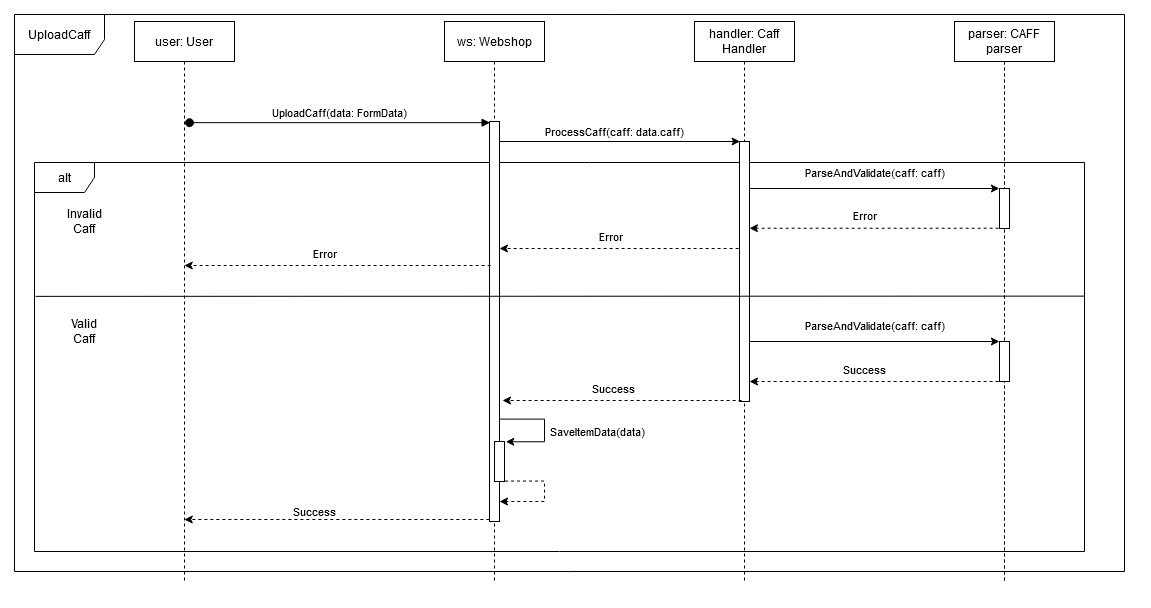 UploadCaff
user: User
ws: Webshop
handler: Caff
Handler
parser: CAFF
parser
UploadCaff(data: FormData)
ProcessCaff(caff: data.caff)
alt
ParseAndValidate(caff: caff)
Invalid
Caff
Error
Error
Error
Valid
Caff
ParseAndValidate(caff: caff)
Success
Success
SaveItemData(data)
Success